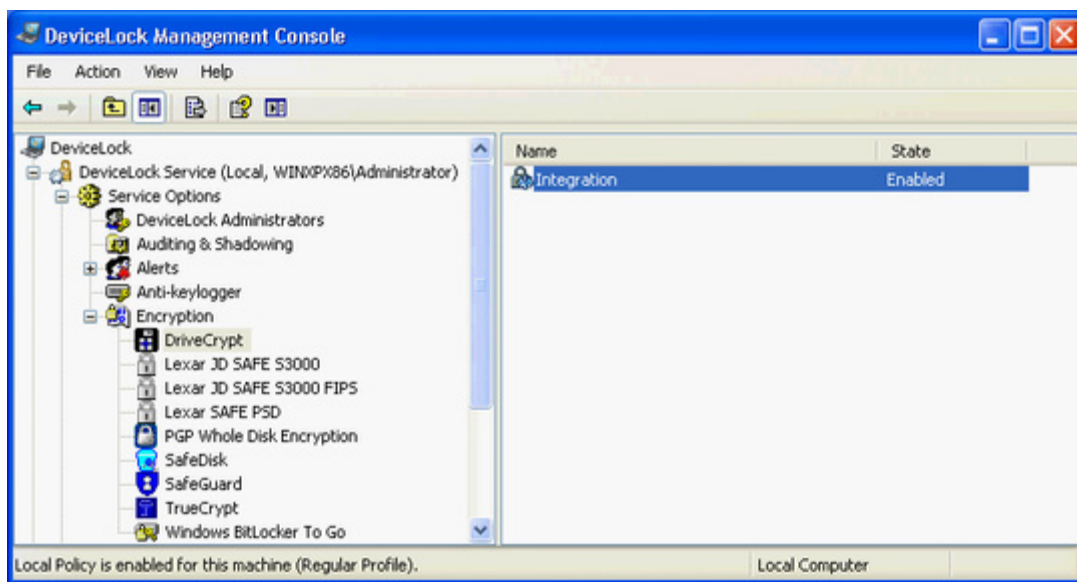 DeviceLock Management Console
File Action View Help
DeviceLock
DeviceLock Service (Local, WINXPX86\Administrator)
Service Options
DeviceLock Administrators
Auditing & Shadowing
Alerts
Anti-keylogger
Encryption
DriveCrypt
Lexar JD SAFE S3000
Lexar JD SAFE S3000 FIPS
Lexar SAFE PSD
PGP Whole Disk Encryption
SafeDisk
SafeGuard
TrueCrypt
Windows BitLocker To Go
Name State
Integration Enabled
Local Policy is enabled for this machine (Regular Profile). Local Computer